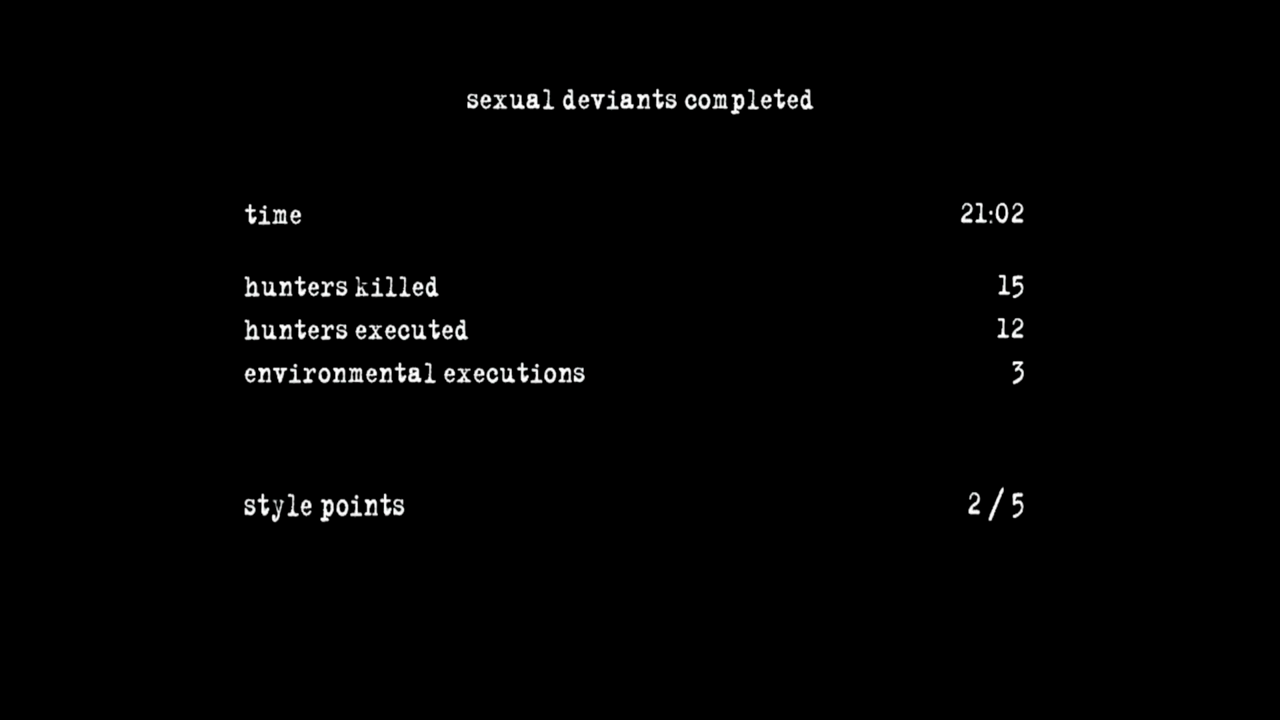 sexual deviants completed
time 21:02
hunters killed 15
hunters executed 12
environmental executions 3
style points 2 / 5